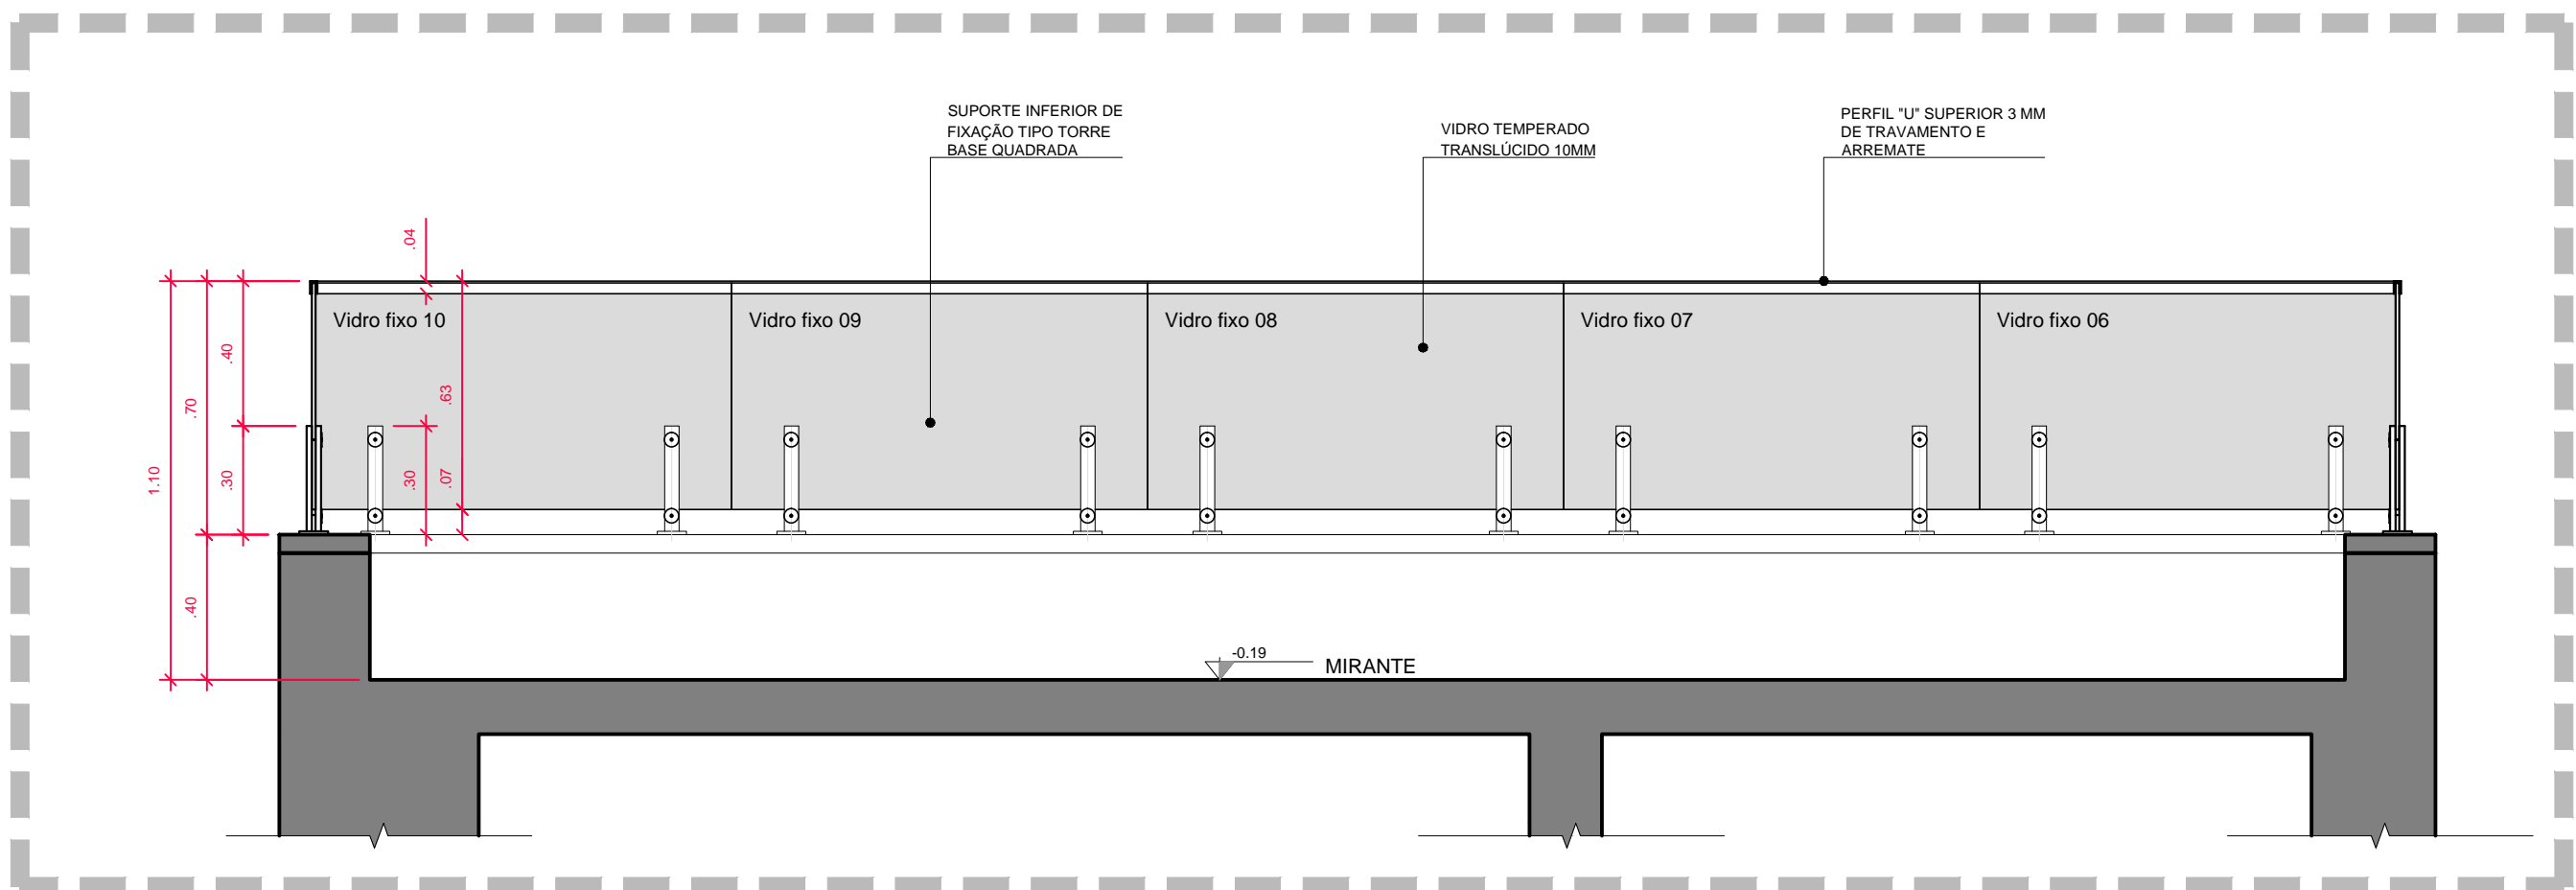 SUPORTE INFERIOR DE
FIXAÇÃO TIPO TORRE
BASE QUADRADA
VIDRO TEMPERADO
TRANSLÚCIDO 10MM
PERFIL "U" SUPERIOR 3 MM
DE TRAVAMENTO E
ARREMATE
.04
Vidro fixo 10
Vidro fixo 09
Vidro fixo 08
Vidro fixo 07
Vidro fixo 06
.40
.63
.70
1.10
.30
.30
.07
.40
-0.19
MIRANTE